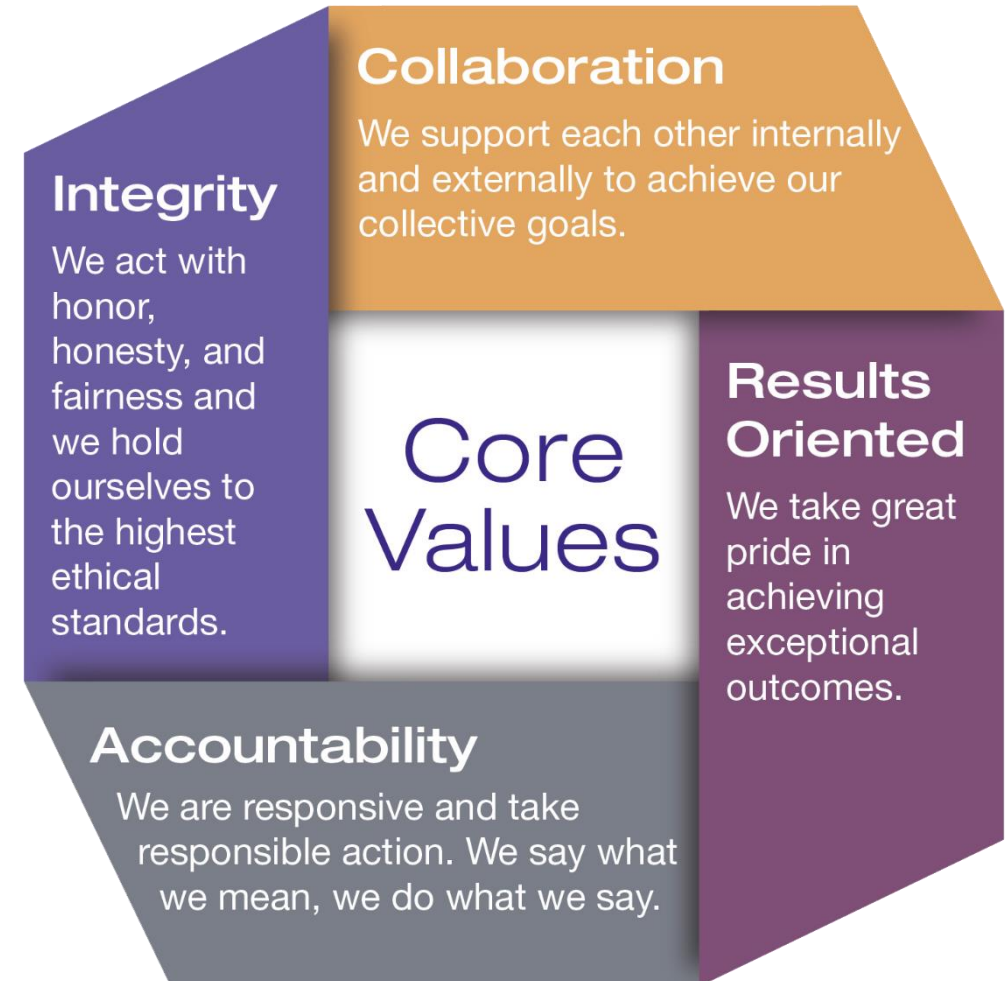 Collaboration
We support each other internally
and externally to achieve our
collective goals.
Integrity
We act with
honor,
honesty, and
fairness and
we hold
ourselves to
the highest
ethical
standards.
Core
Values
Results
Oriented
We take great
pride in
achieving
exceptional
outcomes.
Accountability
We are responsive and take
responsible action. We say what
we mean, we do what we say.